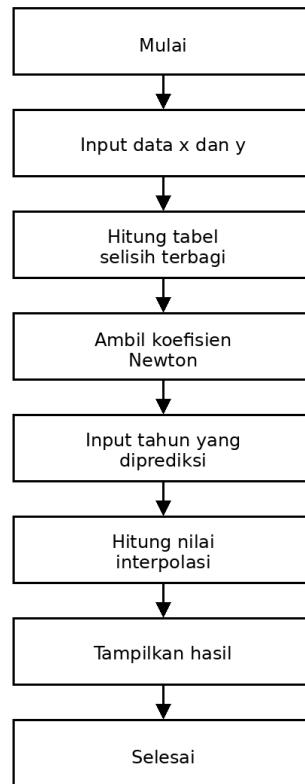 Mulai
Input data x dan y
Hitung tabel
selisih terbagi
Ambil koefisien
Newton
Input tahun yang
diprediksi
Hitung nilai
interpolasi
Tampilkan hasil
Selesai